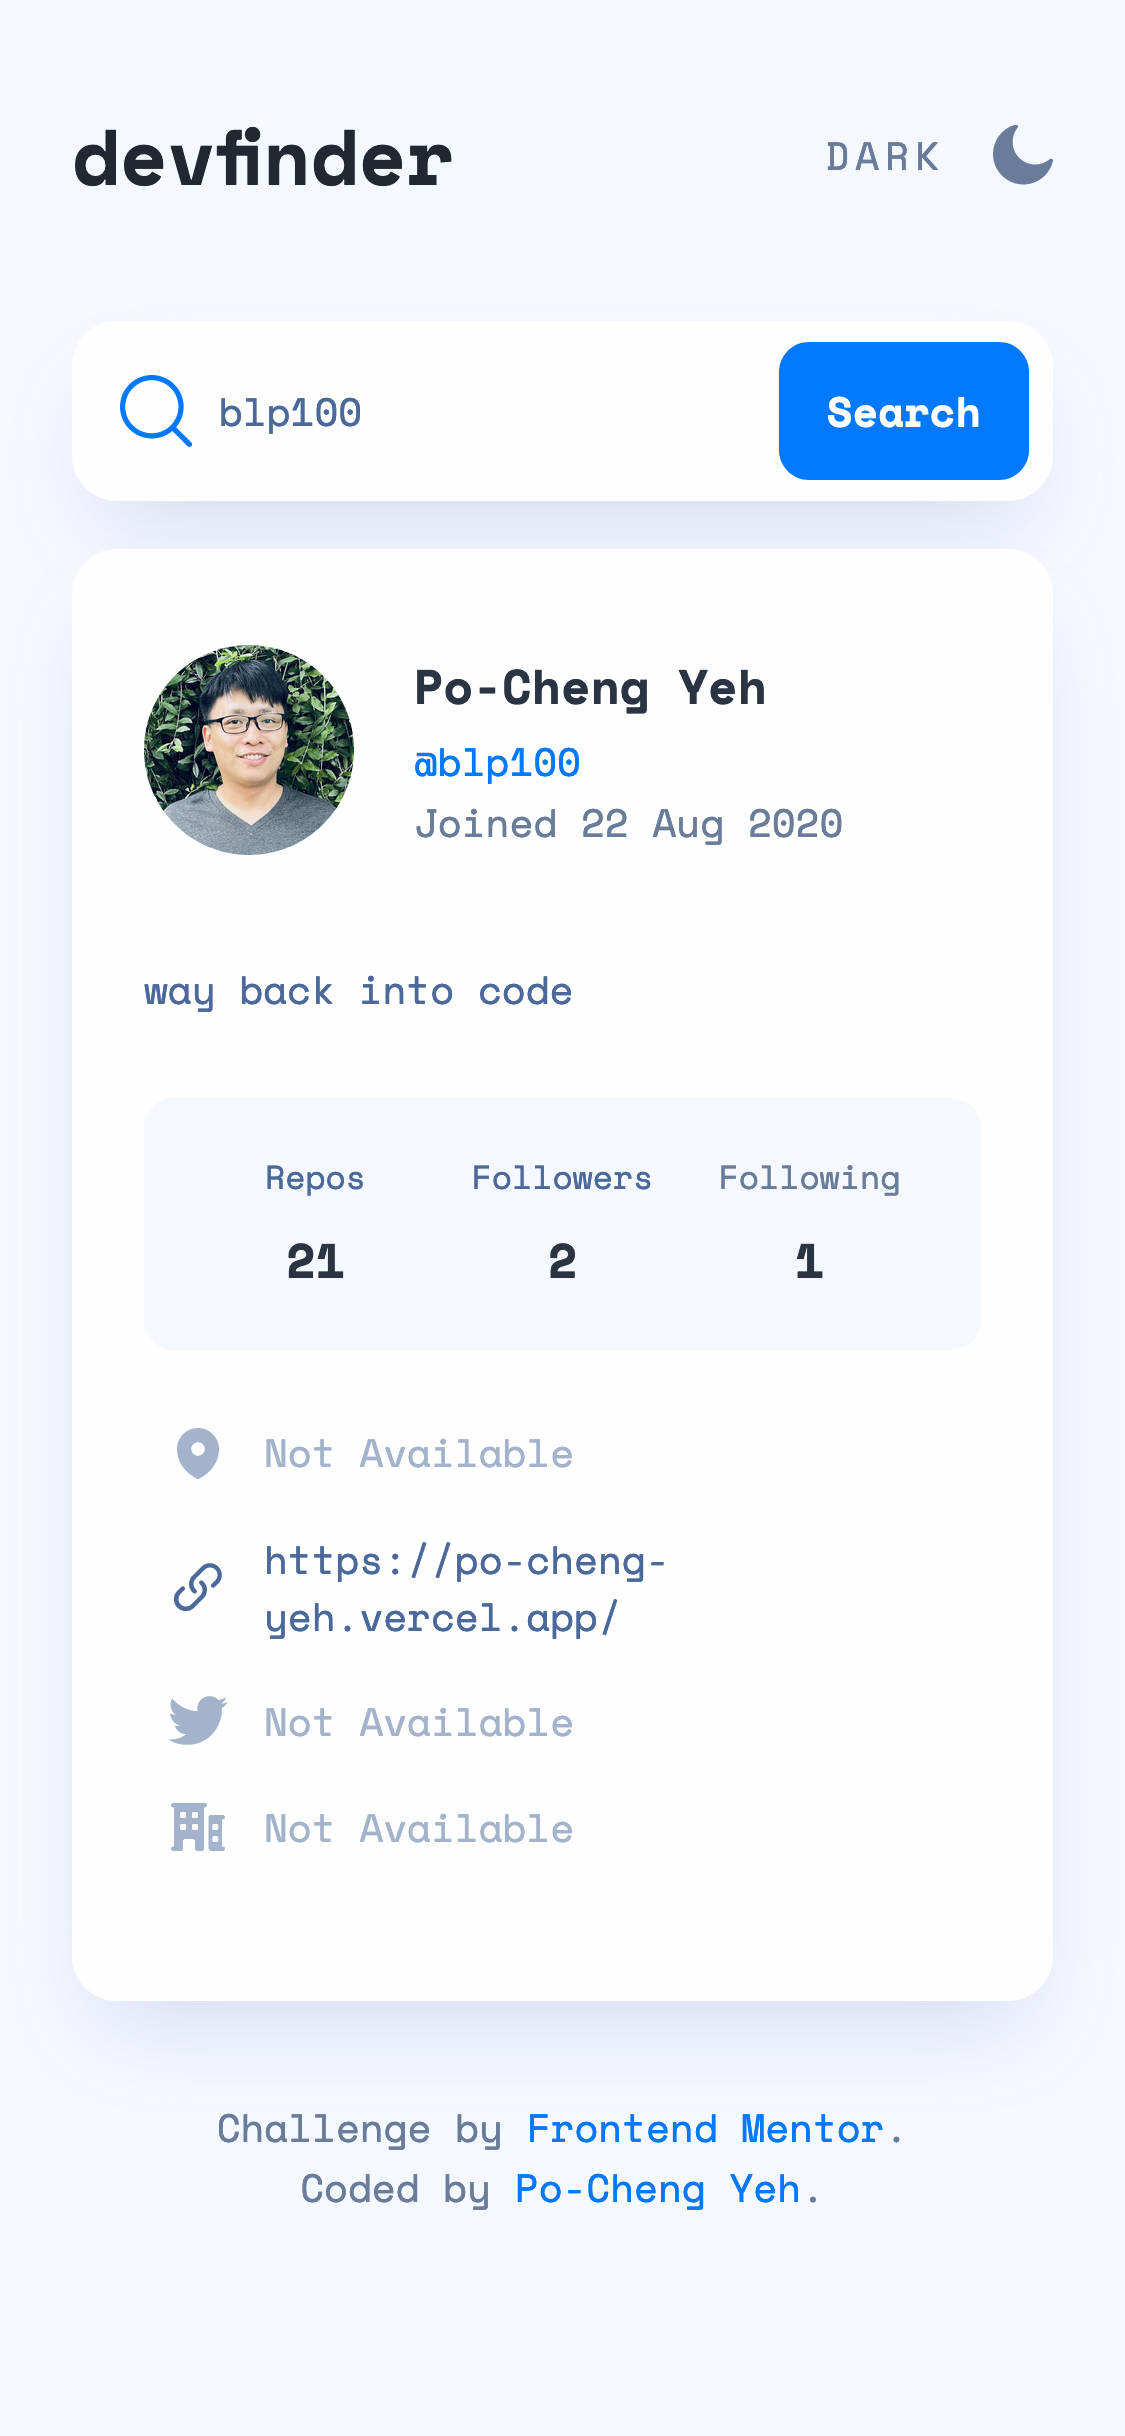 devfinder
DARK
blp100
Search
Po-Cheng Yeh
@blp100
Joined 22 Aug 2020
way back into code
Repos Followers Following
21 2 1
Not Available
https://po-cheng-
yeh.vercel.app/
Not Available
Not Available
Challenge by Frontend Mentor.
Coded by Po-Cheng Yeh.